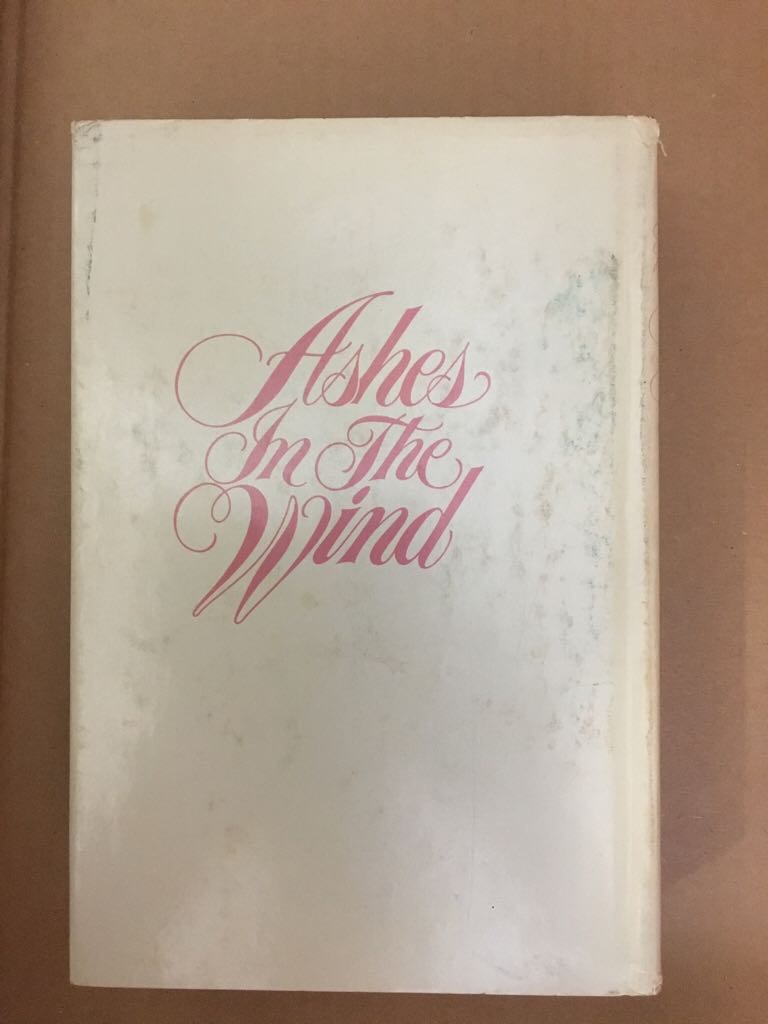 Ashes
In The
Wind